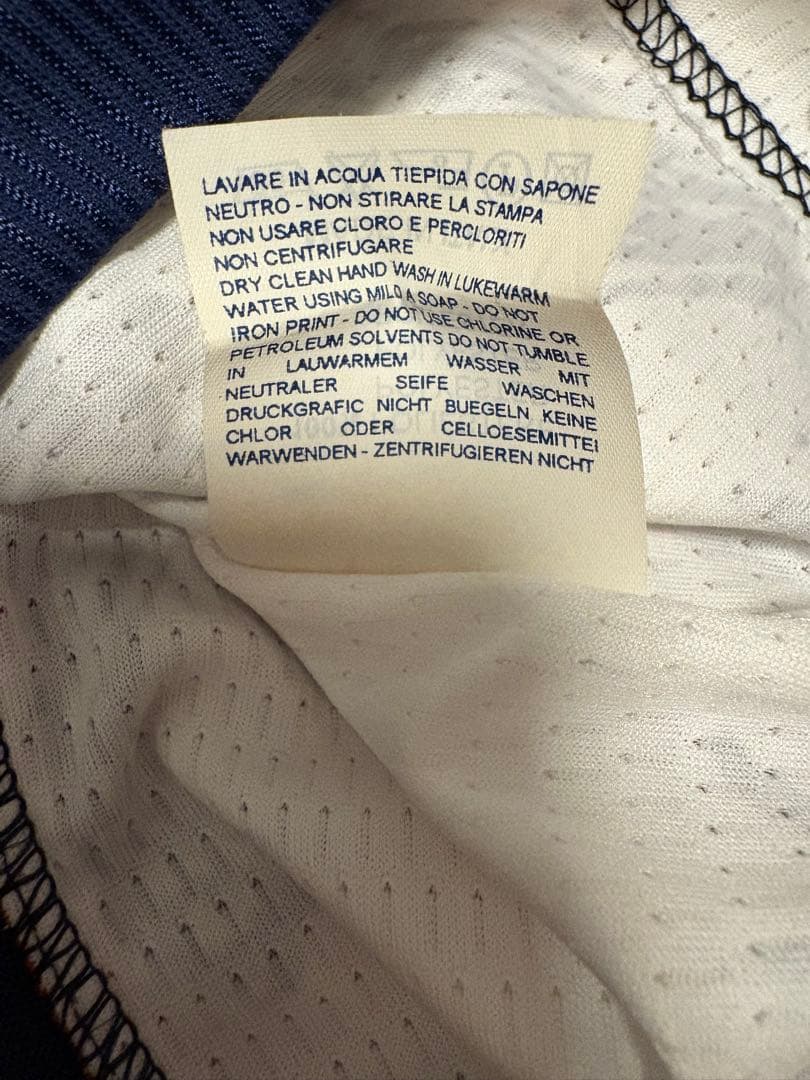 LAVARE IN ACQUA TIEPIDA CON SAPONE
NEUTRO - NON STIRARE LA STAMPA
NON USARE CLORO E PERCLORITI
NON CENTRIFUGARE
DRY CLEAN HAND WASH IN LUKEWARM
WATER USING MILD A SOAP - DO NOT
IRON PRINT - DO NOT USE CHLORINE OR
PETROLEUM SOLVENTS DO NOT TUMBLE
IN LAUWARMEM WASSER MIT
NEUTRALER SEIFE WASCHEN
DRUCKGRAFIC NICHT BUEGELN KEINE
CHLOR ODER CELLOESEMITTEI
WARWENDEN - ZENTRIFUGIEREN NICHT